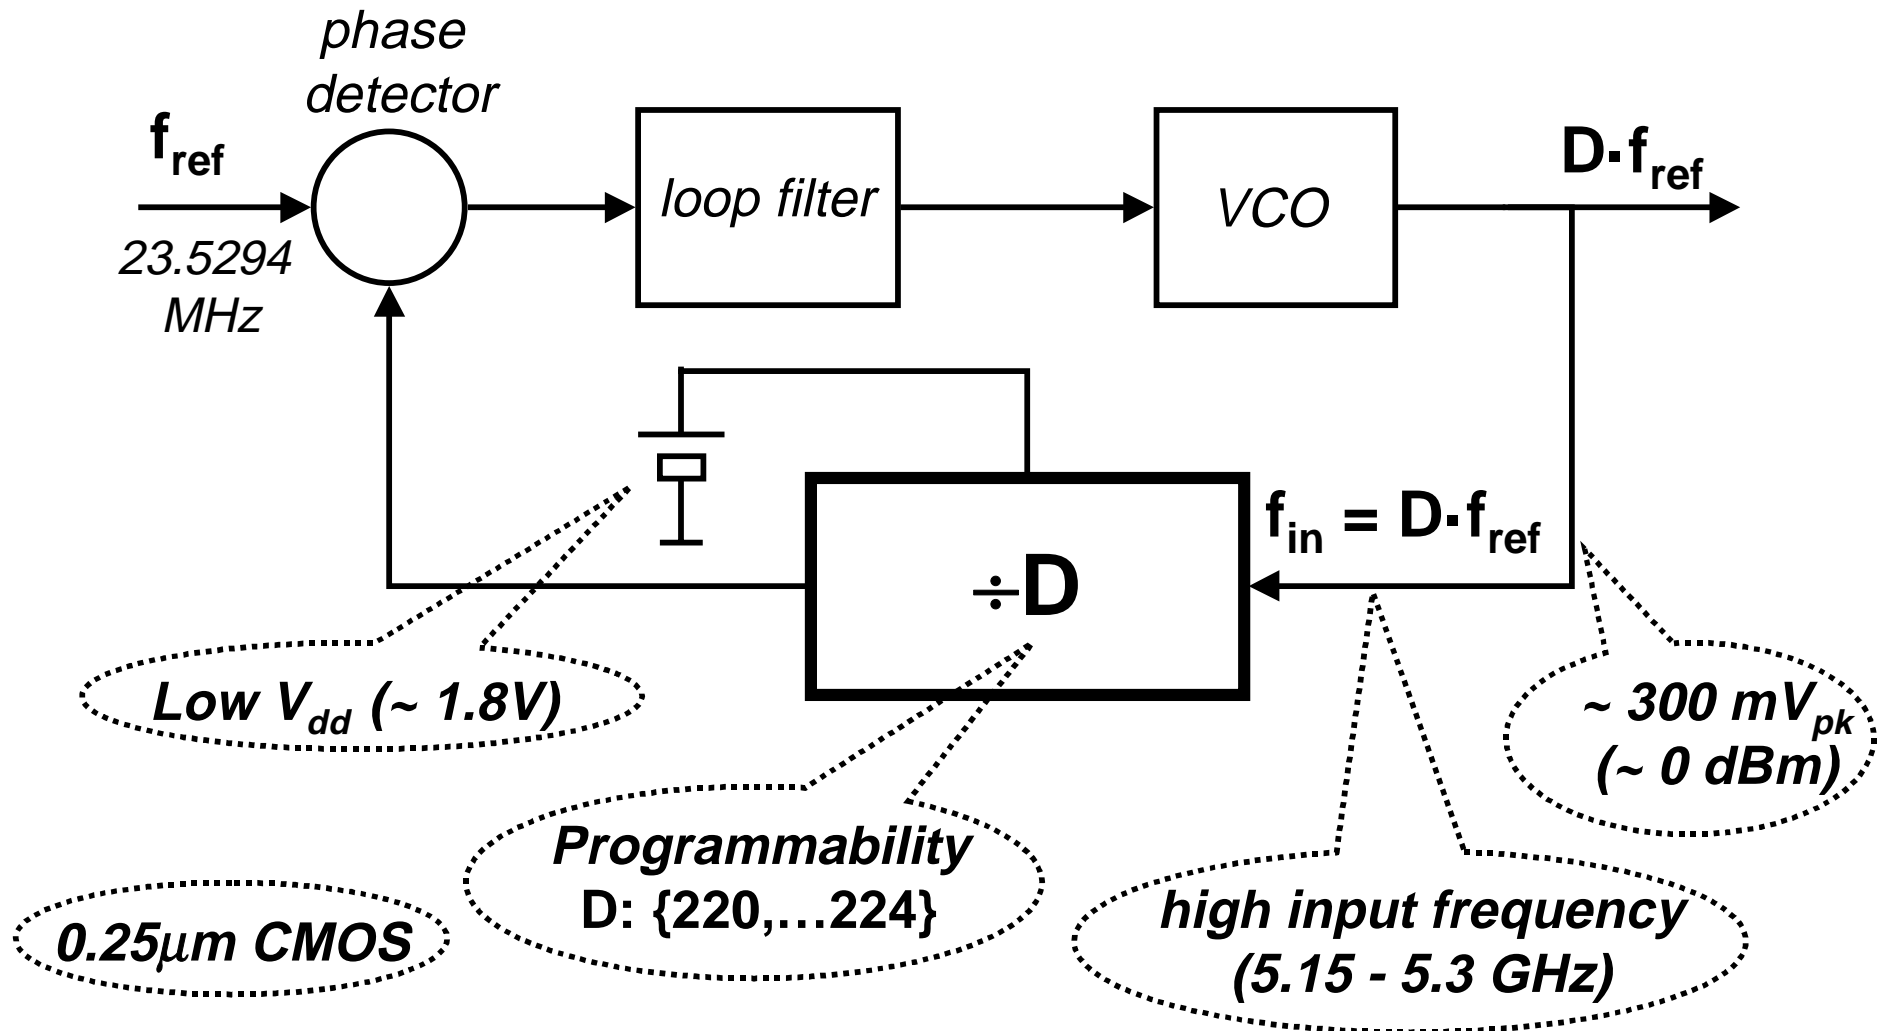 phase
detector
f_ref
23.5294
MHz
loop filter
VCO
D·f_ref
f_in = D·f_ref
÷D
Low V_dd (~ 1.8V)
~ 300 mV_pk
(~ 0 dBm)
Programmability
D: {220,…224}
high input frequency
(5.15 - 5.3 GHz)
0.25μm CMOS